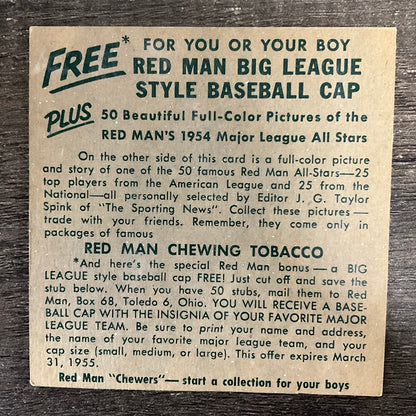 FREE* FOR YOU OR YOUR BOY
RED MAN BIG LEAGUE
STYLE BASEBALL CAP
PLUS 50 Beautiful Full-Color Pictures of the
RED MAN'S 1954 Major League All Stars
On the other side of this card is a full-color picture
and story of one of the 50 famous Red Man All-Stars—25
top players from the American League and 25 from the
National—all personally selected by Editor J. G. Taylor
Spink of "The Sporting News". Collect these pictures—
trade with your friends. Remember, they come only in
packages of famous
RED MAN CHEWING TOBACCO
*And here's the special Red Man bonus—a BIG
LEAGUE style baseball cap FREE! Just cut off and save the
stub below. When you have 50 stubs, mail them to Red
Man, Box 68, Toledo 6, Ohio. YOU WILL RECEIVE A BASE-
BALL CAP WITH THE INSIGNIA OF YOUR FAVORITE MAJOR
LEAGUE TEAM. Be sure to print your name and address,
the name of your favorite major league team, and your
cap size (small, medium, or large). This offer expires March
31, 1955.
Red Man "Chewers"—start a collection for your boys